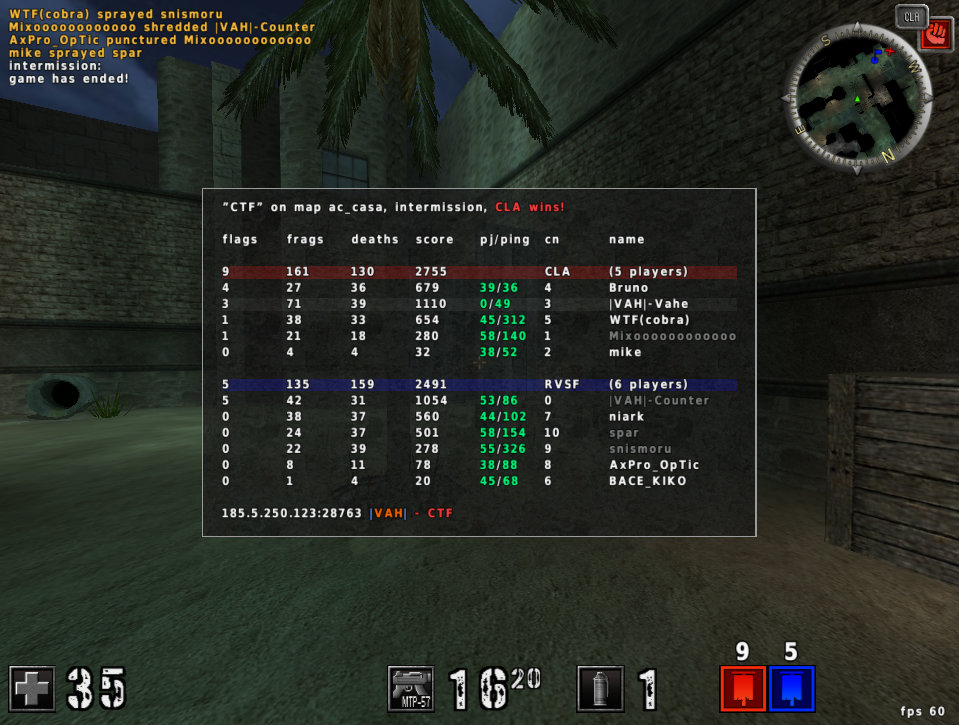 WTF(cobra) sprayed snismoru
Mixoooooooooooo shredded |VAH|-Counter
AxPro_OpTic punctured Mixoooooooooooo
mike sprayed spar
intermission:
game has ended!
CLA
S
W
E
N
"CTF" on map ac_casa, intermission, CLA wins!
flags frags deaths score pj/ping cn name
9 161 130 2755 CLA (5 players)
4 27 36 679 39/36 4 Bruno
3 71 39 1110 0/49 3 |VAH|-Vahe
1 38 33 654 45/312 5 WTF(cobra)
1 21 18 280 58/140 1 Mixoooooooooooo
0 4 4 32 38/52 2 mike
5 135 159 2491 RVSF (6 players)
5 42 31 1054 53/86 0 |VAH|-Counter
0 38 37 560 44/102 7 niark
0 24 37 501 58/154 10 spar
0 22 39 278 55/326 9 snismoru
0 8 11 78 38/88 8 AxPro_OpTic
0 1 4 20 45/68 6 BACE_KIKO
185.5.250.123:28763 |VAH| - CTF
9 5
35 MTP-57 16 20 1
fps 60